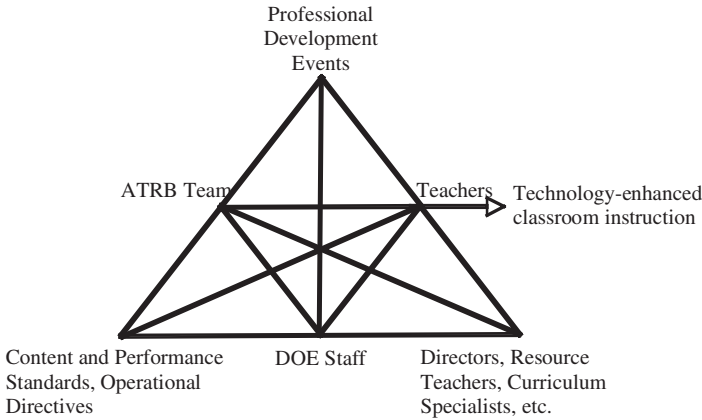 Professional
Development
Events
ATRB Team
Teachers
Technology-enhanced
classroom instruction
Content and Performance
Standards, Operational
Directives
DOE Staff
Directors, Resource
Teachers, Curriculum
Specialists, etc.